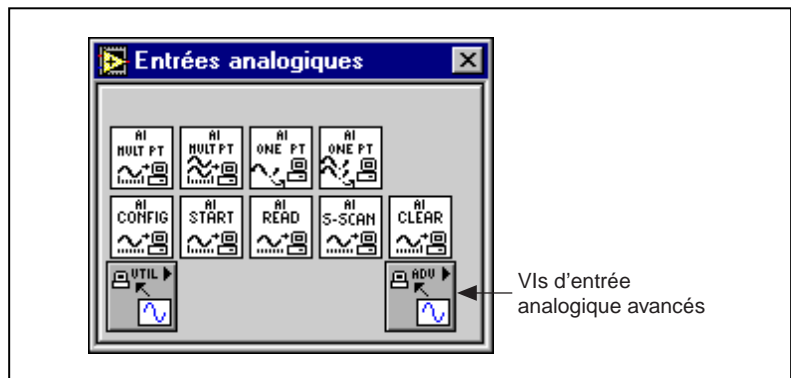 Entrées analogiques
AI MULT PT
AI MULT PT
AI ONE PT
AI ONE PT
AI CONFIG
AI START
AI READ
AI S-SCAN
AI CLEAR
UTIL
ADV
VIs d'entrée
analogique avancés